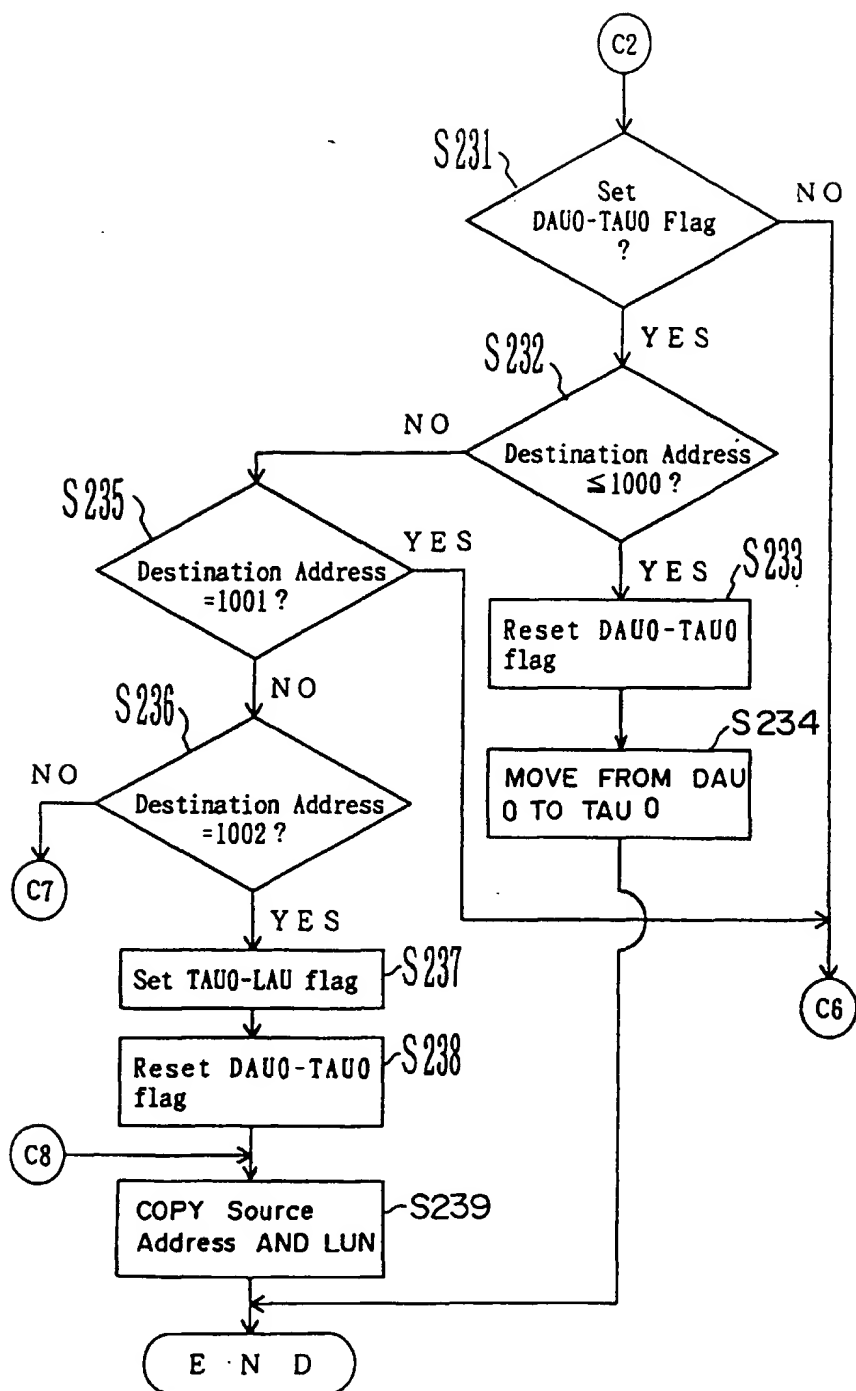 C2
S231
Set
DAU0-TAU0 Flag
?
NO
YES
S232
NO
Destination Address
≦1000?
S235
YES
Destination Address
=1001?
YES
S233
Reset DAU0-TAU0
flag
NO
S236
S234
NO
MOVE FROM DAU
0 TO TAU 0
Destination Address
=1002?
C7
YES
Set TAU0-LAU flag
S237
C6
Reset DAU0-TAU0
flag
S238
C8
COPY Source
Address AND LUN
S239
END